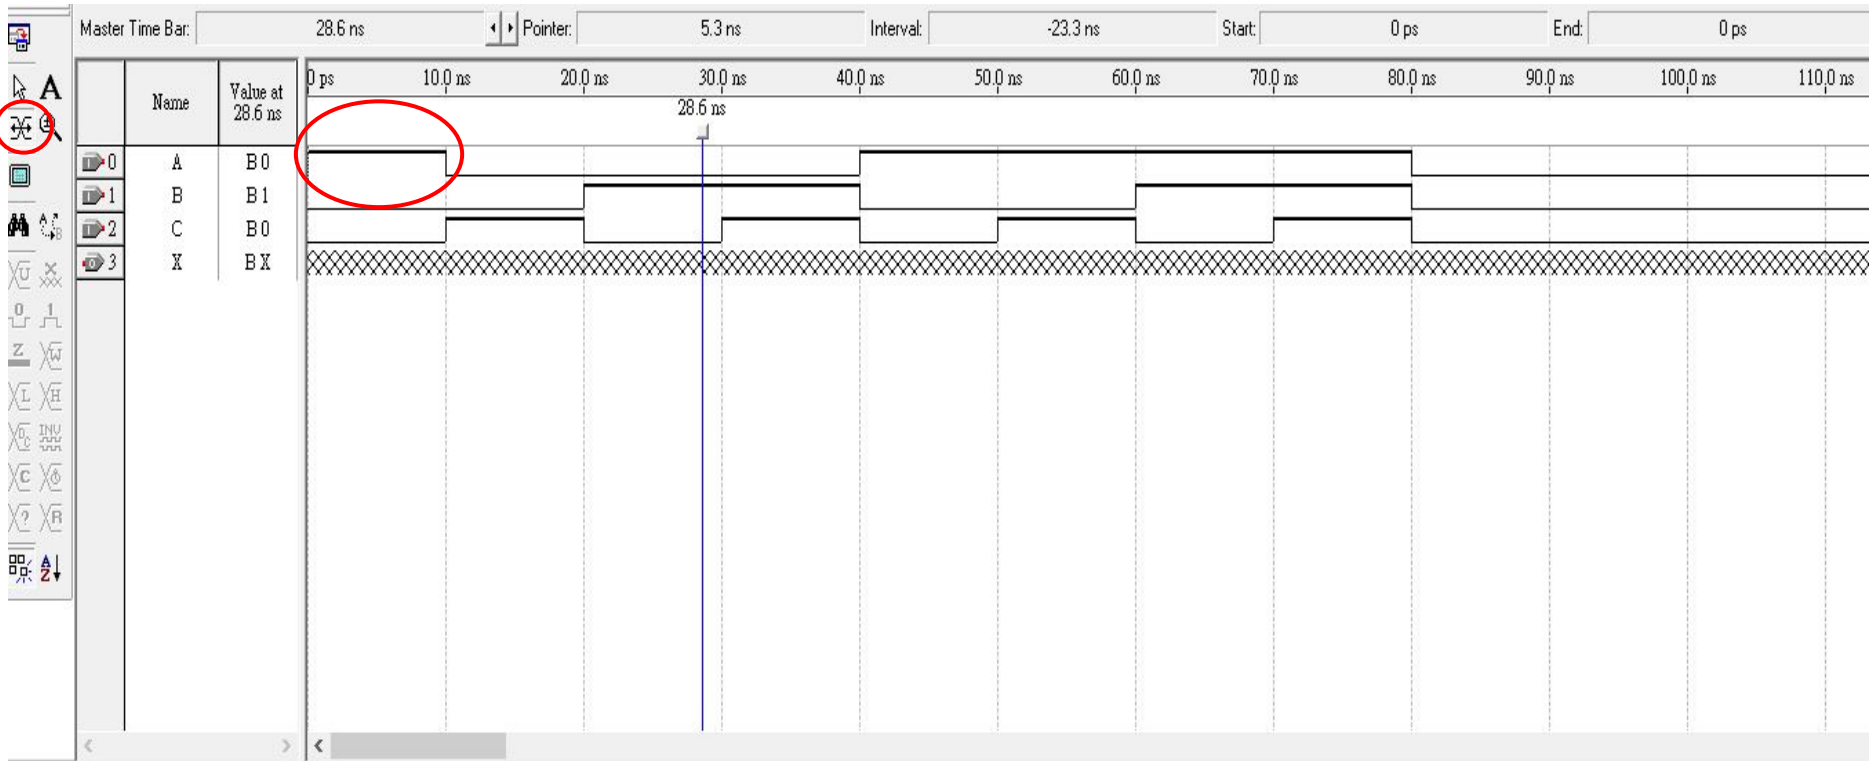 Master Time Bar: 28.6 ns Pointer: 5.3 ns Interval: -23.3 ns Start: 0 ps End: 0 ps
A
Name
Value at
28.6 ns
0 ps 10.0 ns 20.0 ns 30.0 ns 40.0 ns 50.0 ns 60.0 ns 70.0 ns 80.0 ns 90.0 ns 100.0 ns 110.0 ns
28.6 ns
0 A B 0
1 B B 1
2 C B 0
3 X B X
A B
U X
0 1
Z W
L H
INV
C
? R
A
Z